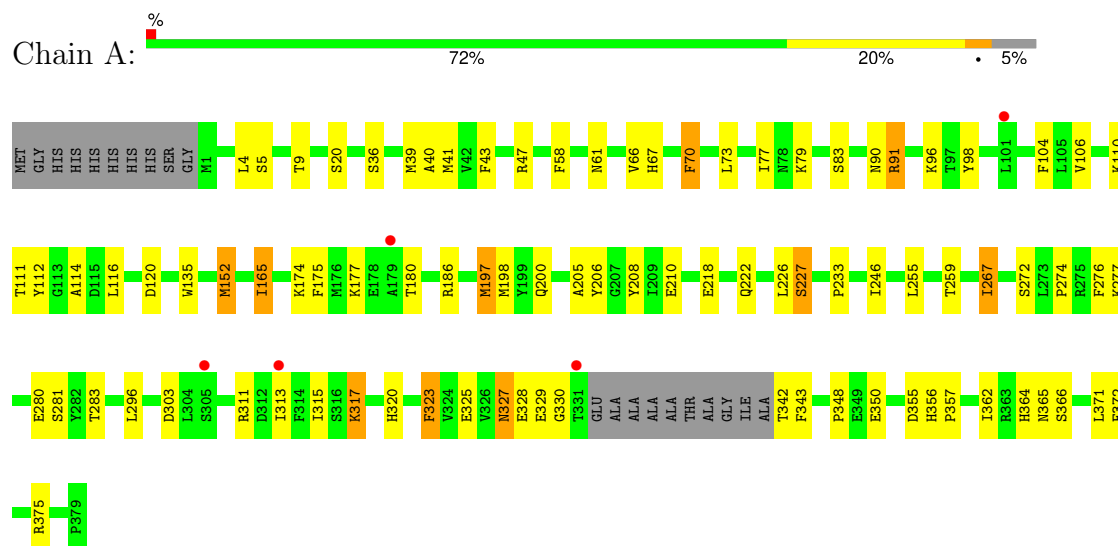 %
Chain A:
72% 20% • 5%
MET GLY HIS HIS HIS HIS HIS HIS SER GLY M1 L4 S5 T9 S20 S36 M39 A40 M41 V42 F43 R47 F58 N61 V66 H67 F70 L73 I77 N78 K79 S83 N90 R91 K96 T97 Y98 L101 F104 L105 V106 K110
T111 Y112 G113 A114 D115 L116 D120 W135 M152 I165 K174 F175 M176 K177 E178 A179 T180 R186 M197 M198 Y199 Q200 A205 Y206 G207 Y208 I209 E210 E218 Q222 L226 S227 P233 I246 L255 T259 I267 S272 L273 P274 R275 F276 K277
E280 S281 Y282 T283 L296 D303 L304 S305 R311 D312 I313 F314 I315 S316 K317 H320 F323 V324 E325 V326 N327 E328 E329 G330 T331 GLU ALA ALA ALA ALA THR ALA GLY ILE ALA T342 F343 P348 E349 E350 D355 H356 P357 I362 R363 H364 N365 S366 L371 E372
R375 P379